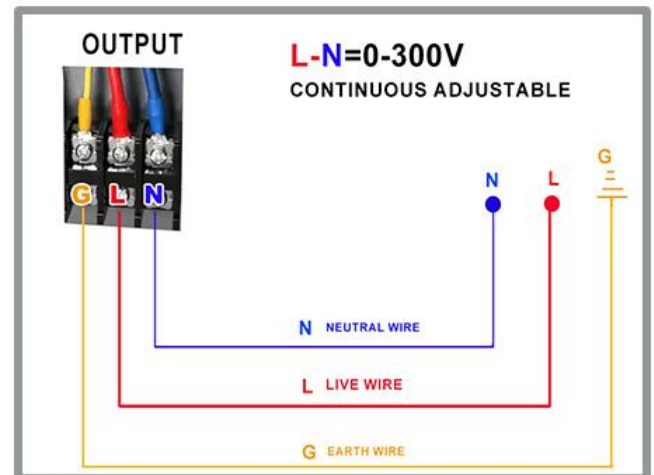 OUTPUT
L-N=0-300V
CONTINUOUS ADJUSTABLE
G L N
N L G
N NEUTRAL WIRE
L LIVE WIRE
G EARTH WIRE